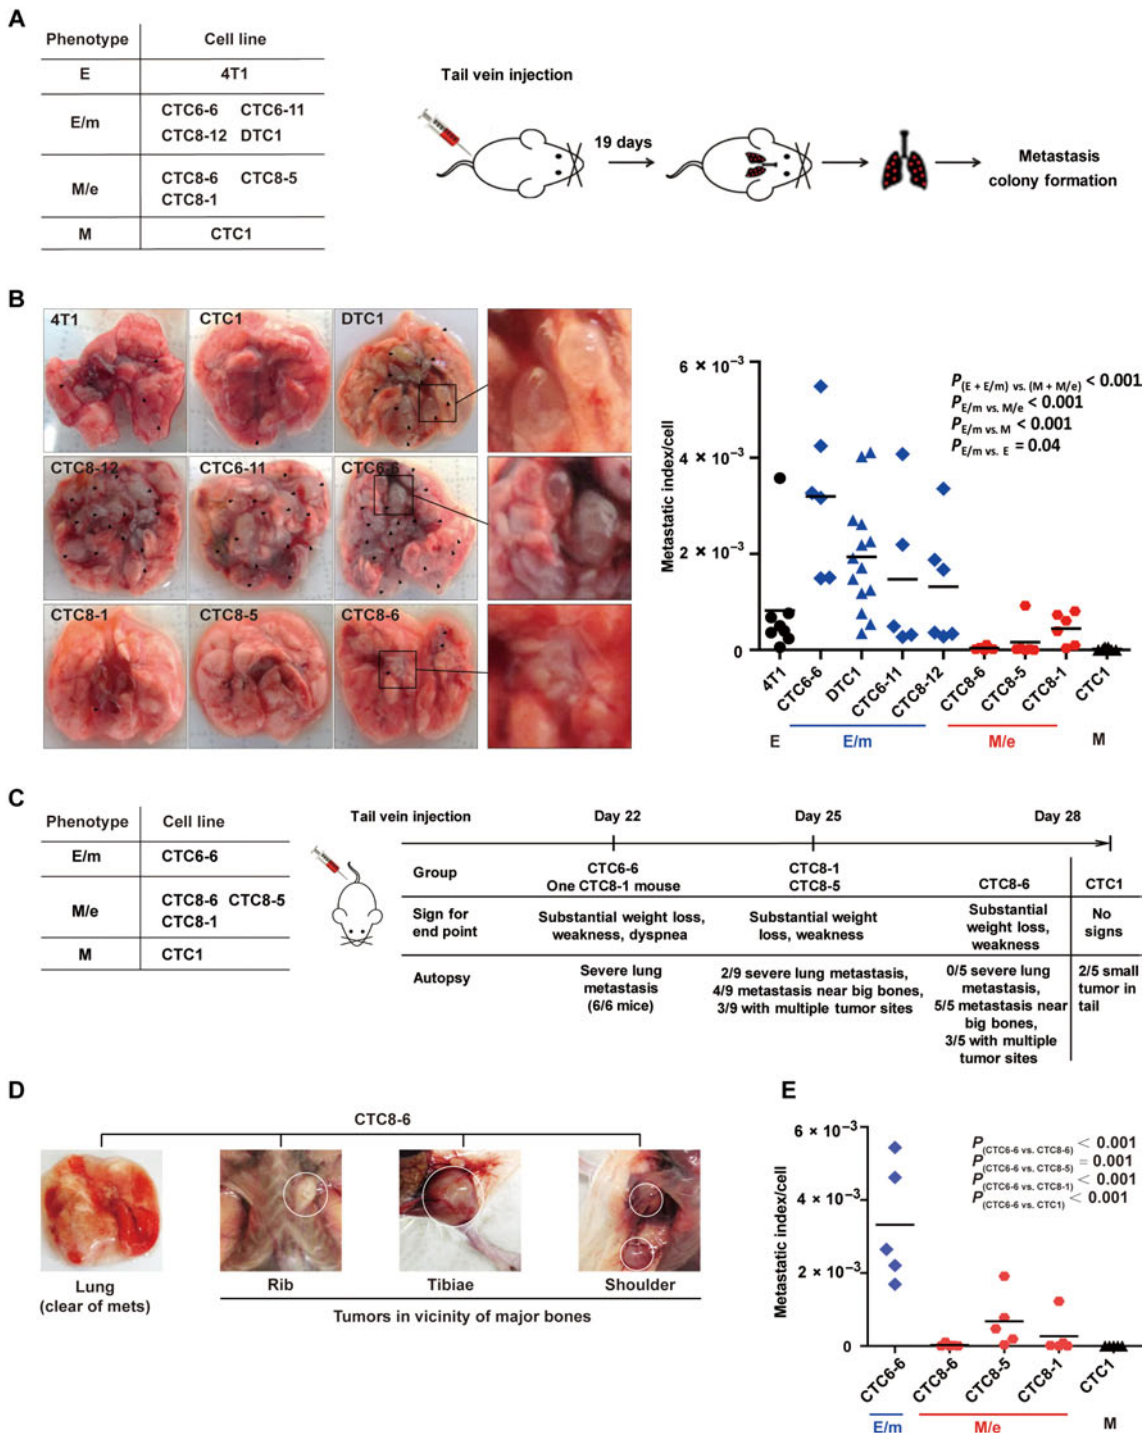 A
Phenotype Cell line
E 4T1
E/m CTC6-6 CTC6-11
CTC8-12 DTC1
M/e CTC8-6 CTC8-5
CTC8-1
M CTC1
Tail vein injection
19 days
Metastasis
colony formation
B
4T1 CTC1 DTC1
CTC8-12 CTC6-11 CTC6-6
CTC8-1 CTC8-5 CTC8-6
Metastatic index/cell
6 × 10⁻³
4 × 10⁻³
2 × 10⁻³
0
P(E + E/m) vs. (M + M/e) < 0.001
PE/m vs. M/e < 0.001
PE/m vs. M < 0.001
PE/m vs. E = 0.04
4T1 CTC6-6 DTC1 CTC6-11 CTC8-12 CTC8-6 CTC8-5 CTC8-1 CTC1
E E/m M/e M
C
Phenotype Cell line
E/m CTC6-6
M/e CTC8-6 CTC8-5
CTC8-1
M CTC1
Tail vein injection Day 22 Day 25 Day 28
Group
CTC6-6
One CTC8-1 mouse
CTC8-1
CTC8-5
CTC8-6
CTC1
Sign for
end point
Substantial weight loss,
weakness, dyspnea
Substantial weight
loss, weakness
Substantial
weight loss,
weakness
No
signs
Autopsy
Severe lung
metastasis
(6/6 mice)
2/9 severe lung metastasis,
4/9 metastasis near big bones,
3/9 with multiple tumor sites
0/5 severe lung
metastasis,
5/5 metastasis near
big bones,
3/5 with multiple
tumor sites
2/5 small
tumor in
tail
D
CTC8-6
Lung
(clear of mets)
Rib Tibiae Shoulder
Tumors in vicinity of major bones
E
Metastatic index/cell
6 × 10⁻³
4 × 10⁻³
2 × 10⁻³
0
P(CTC6-6 vs. CTC8-6) < 0.001
P(CTC6-6 vs. CTC8-5) = 0.001
P(CTC6-6 vs. CTC8-1) < 0.001
P(CTC6-6 vs. CTC1) < 0.001
CTC6-6 CTC8-6 CTC8-5 CTC8-1 CTC1
E/m M/e M